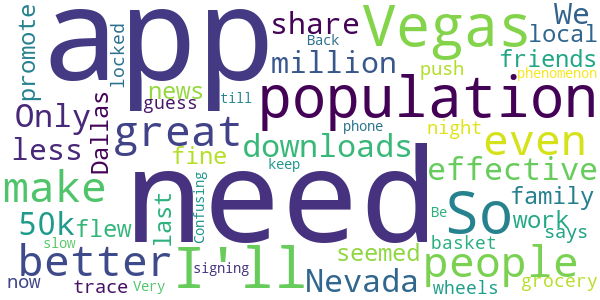 app
need
population
Vegas
So
I'll
people
great
better
even
make
million
share
downloads
effective
Nevada
50k
Only
less
We
local
friends
promote
locked
Back
push
phenomenon
news
guess
till
Dallas
phone
night
fine
keep
family
work
says
flew
last
Confusing
Be
basket
seemed
slow
signing
now
trace
Very
wheels
grocery